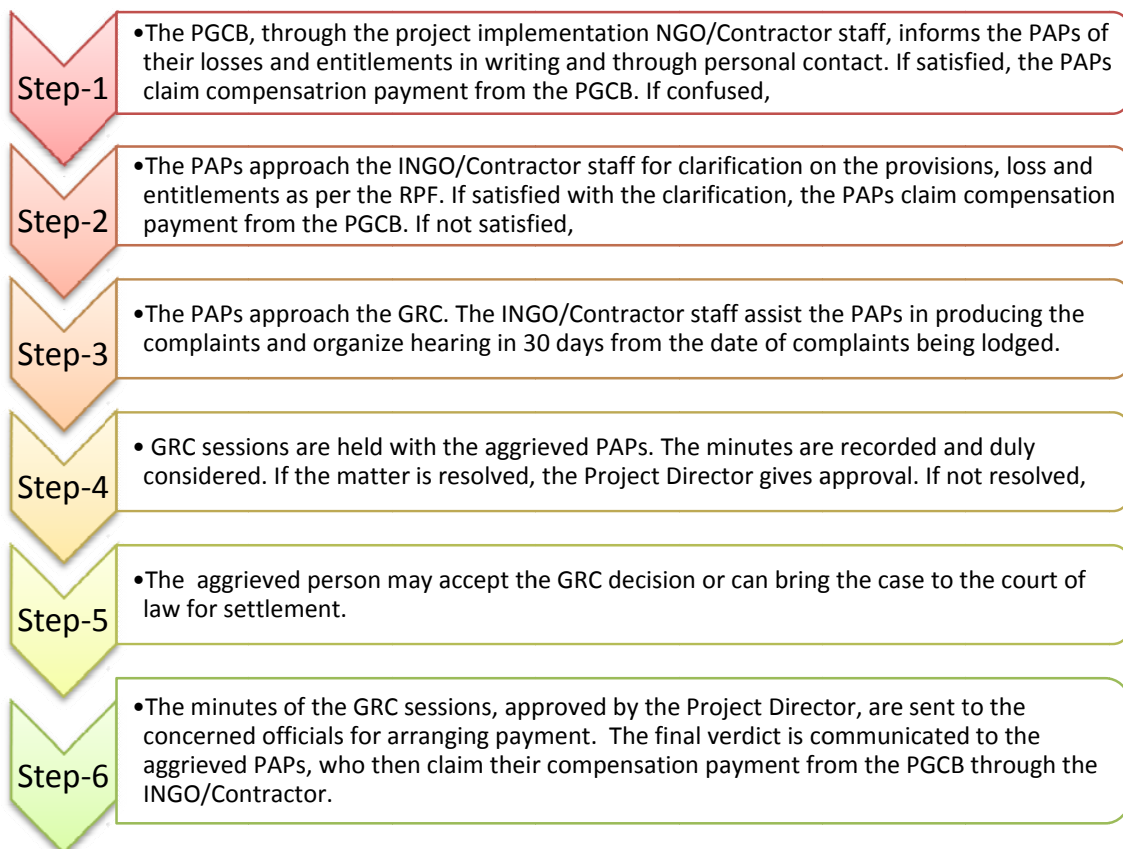 Step-1
•The PGCB, through the project implementation NGO/Contractor staff, informs the PAPs of
their losses and entitlements in writing and through personal contact. If satisfied, the PAPs
claim compensatrion payment from the PGCB. If confused,
Step-2
•The PAPs approach the INGO/Contractor staff for clarification on the provisions, loss and
entitlements as per the RPF. If satisfied with the clarification, the PAPs claim compensation
payment from the PGCB. If not satisfied,
Step-3
•The PAPs approach the GRC. The INGO/Contractor staff assist the PAPs in producing the
complaints and organize hearing in 30 days from the date of complaints being lodged.
Step-4
• GRC sessions are held with the aggrieved PAPs. The minutes are recorded and duly
considered. If the matter is resolved, the Project Director gives approval. If not resolved,
Step-5
•The  aggrieved person may accept the GRC decision or can bring the case to the court of
law for settlement.
Step-6
•The minutes of the GRC sessions, approved by the Project Director, are sent to the
concerned officials for arranging payment.  The final verdict is communicated to the
aggrieved PAPs, who then claim their compensation payment from the PGCB through the
INGO/Contractor.